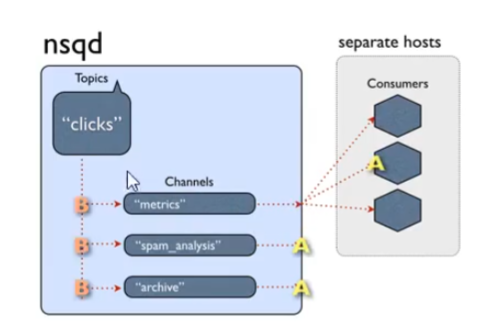 nsqd
separate hosts
Topics
Consumers
“clicks”
A
Channels
B
“metrics”
B
“spam_analysis”
A
B
“archive”
A